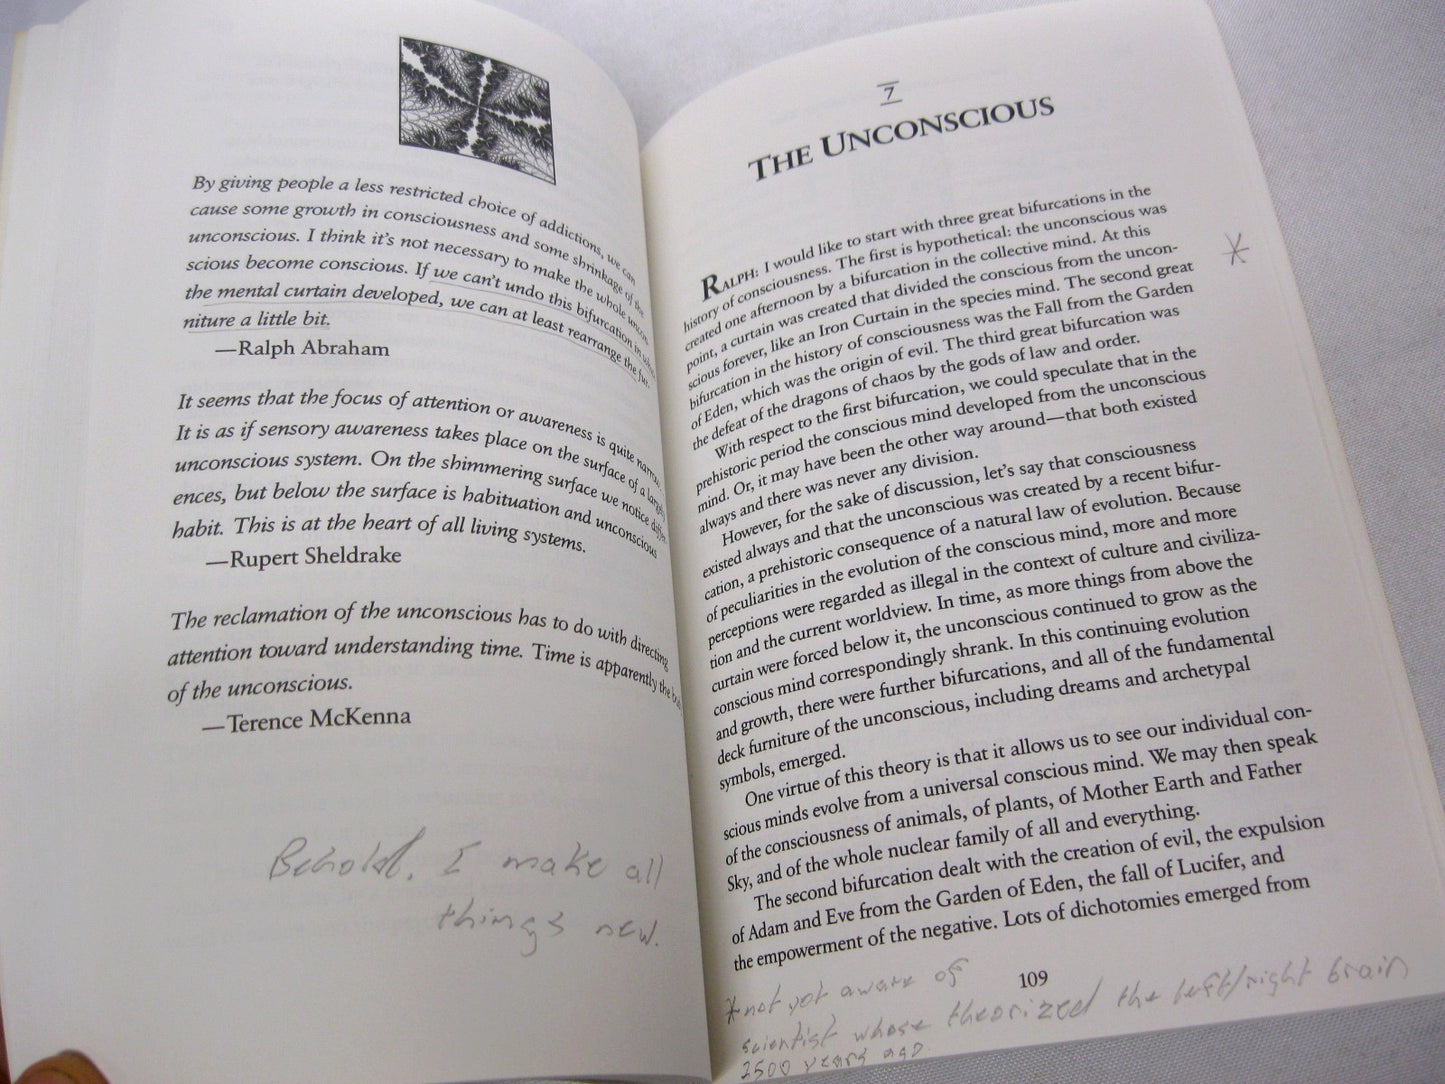 By giving people a less restricted choice of addictions, we can
cause some growth in consciousness and some shrinkage of the
unconscious. I think it's not necessary to make the whole uncon-
scious become conscious. If we can't undo this bifurcation in which
the mental curtain developed, we can at least rearrange the fur-
niture a little bit.
—Ralph Abraham
It seems that the focus of attention or awareness is quite narrow.
It is as if sensory awareness takes place on the surface of a largely
unconscious system. On the shimmering surface we notice differ-
ences, but below the surface is habituation and unconscious
habit. This is at the heart of all living systems.
—Rupert Sheldrake
The reclamation of the unconscious has to do with directing
attention toward understanding time. Time is apparently the
of the unconscious.
—Terence McKenna
Behold, I make all
things new.
7
THE UNCONSCIOUS
RALPH: I would like to start with three great bifurcations in the
history of consciousness. The first is hypothetical: the unconscious was
created one afternoon by a bifurcation in the collective mind. At this
point, a curtain was created that divided the conscious from the uncon-
scious forever, like an Iron Curtain in the species mind. The second great
bifurcation in the history of consciousness was the Fall from the Garden
of Eden, which was the origin of evil. The third great bifurcation was
the defeat of the dragons of chaos by the gods of law and order.
With respect to the first bifurcation, we could speculate that in the
prehistoric period the conscious mind developed from the unconscious
mind. Or, it may have been the other way around—that both existed
always and there was never any division.
However, for the sake of discussion, let's say that consciousness
existed always and that the unconscious was created by a recent bifur-
cation, a prehistoric consequence of a natural law of evolution. Because
of peculiarities in the evolution of the conscious mind, more and more
perceptions were regarded as illegal in the context of culture and civiliza-
tion and the current worldview. In time, as more things from above the
curtain were forced below it, the unconscious continued to grow as the
conscious mind correspondingly shrank. In this continuing evolution
and growth, there were further bifurcations, and all of the fundamental
deck furniture of the unconscious, including dreams and archetypal
symbols, emerged.
One virtue of this theory is that it allows us to see our individual con-
scious minds evolve from a universal conscious mind. We may then speak
of the consciousness of animals, of plants, of Mother Earth and Father
Sky, and of the whole nuclear family of all and everything.
The second bifurcation dealt with the creation of evil, the expulsion
of Adam and Eve from the Garden of Eden, the fall of Lucifer, and
the empowerment of the negative. Lots of dichotomies emerged from
109
*
*not yet aware of
scientist whose theorized the left/right brain
2500 years ago.